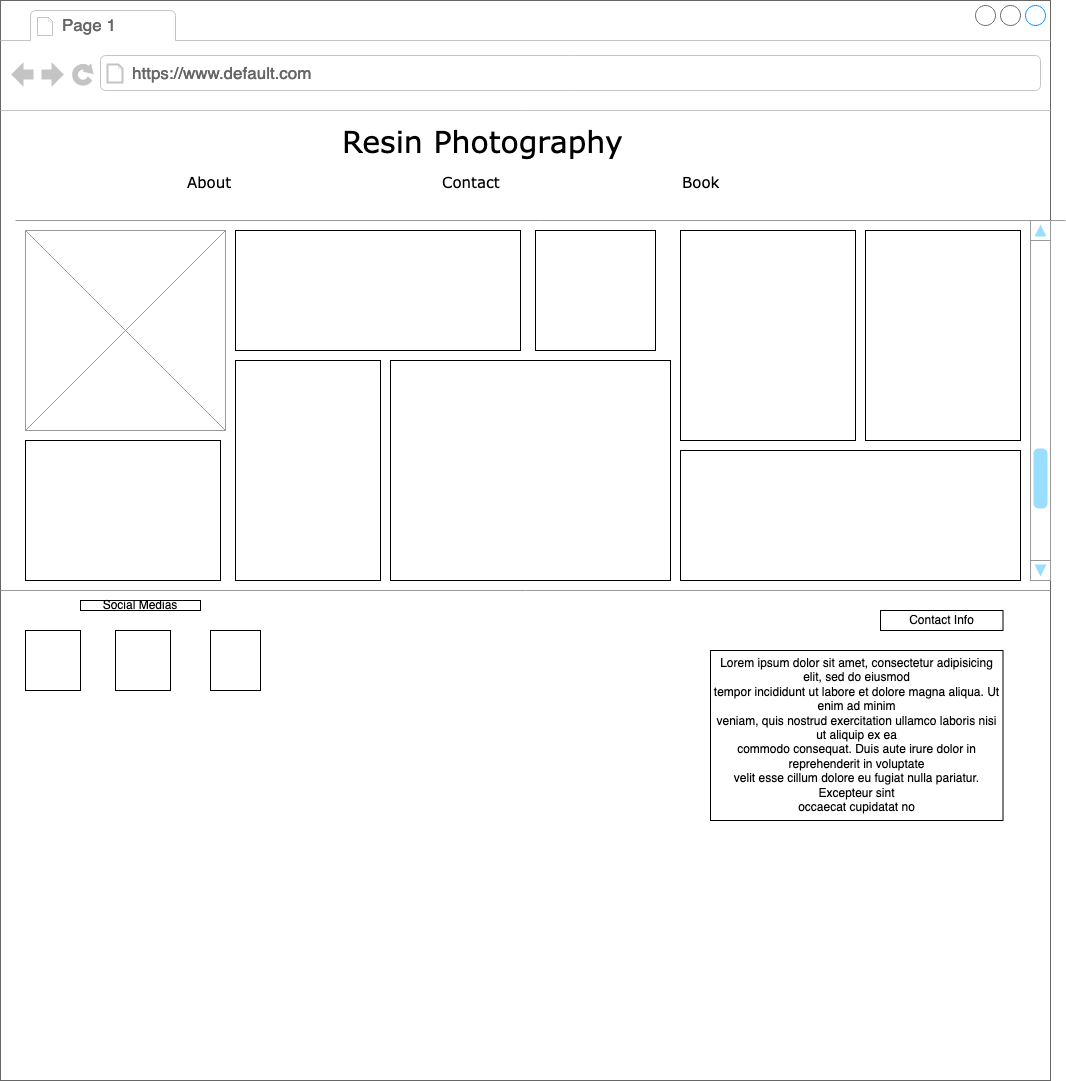 Page 1
https://www.default.com
Resin Photography
About
Contact
Book
Social Medias
Contact Info
Lorem ipsum dolor sit amet, consectetur adipisicing
elit, sed do eiusmod
tempor incididunt ut labore et dolore magna aliqua. Ut
enim ad minim
veniam, quis nostrud exercitation ullamco laboris nisi
ut aliquip ex ea
commodo consequat. Duis aute irure dolor in
reprehenderit in voluptate
velit esse cillum dolore eu fugiat nulla pariatur.
Excepteur sint
occaecat cupidatat no